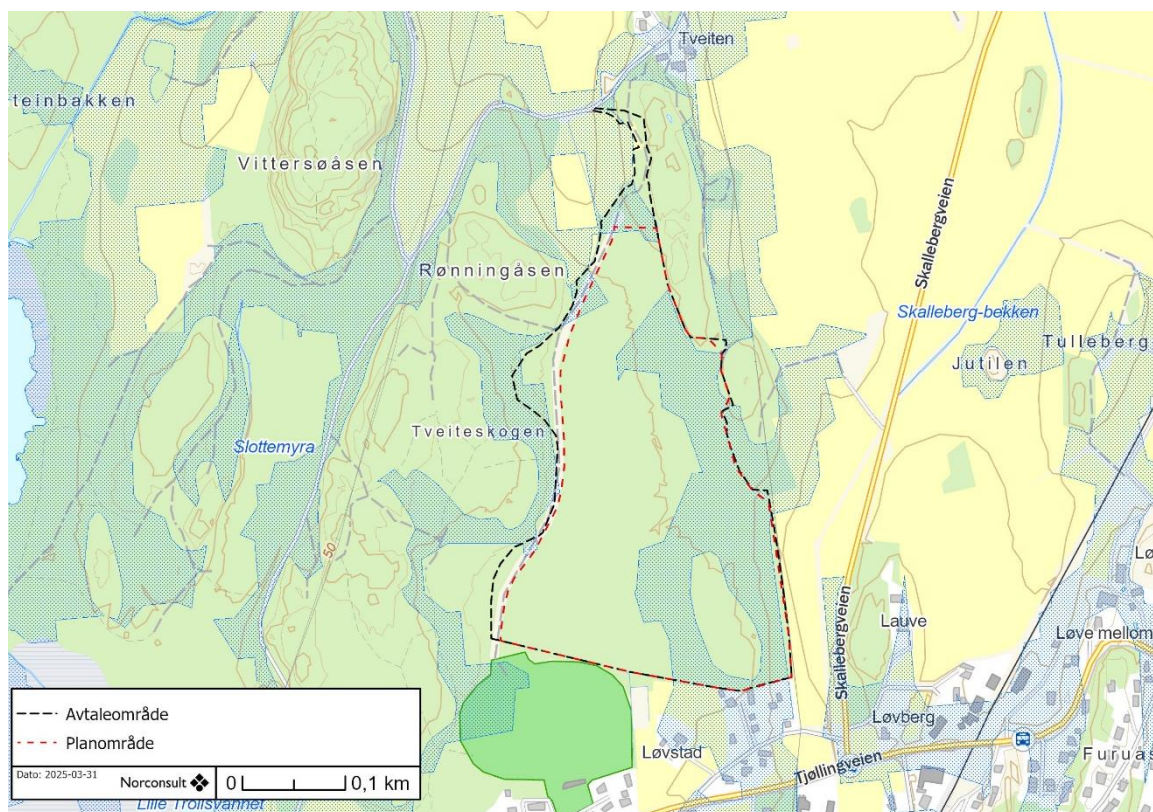 Tveiten
teinbakken
Vittersøåsen
Skallebergveien
Rønningåsen
Skalleberg-bekken
Tulleberg
Jutilen
Tveiteskogen
Slottemyra
50
Lø
Lauve
Løve mellom
Skallebergveien
Løvberg
Løvstad
Furuås
Tjøllingveien
Avtaleområde
Planområde
Dato: 2025-03-31
Norconsult
0 0,1 km
Lille Trollsvannet